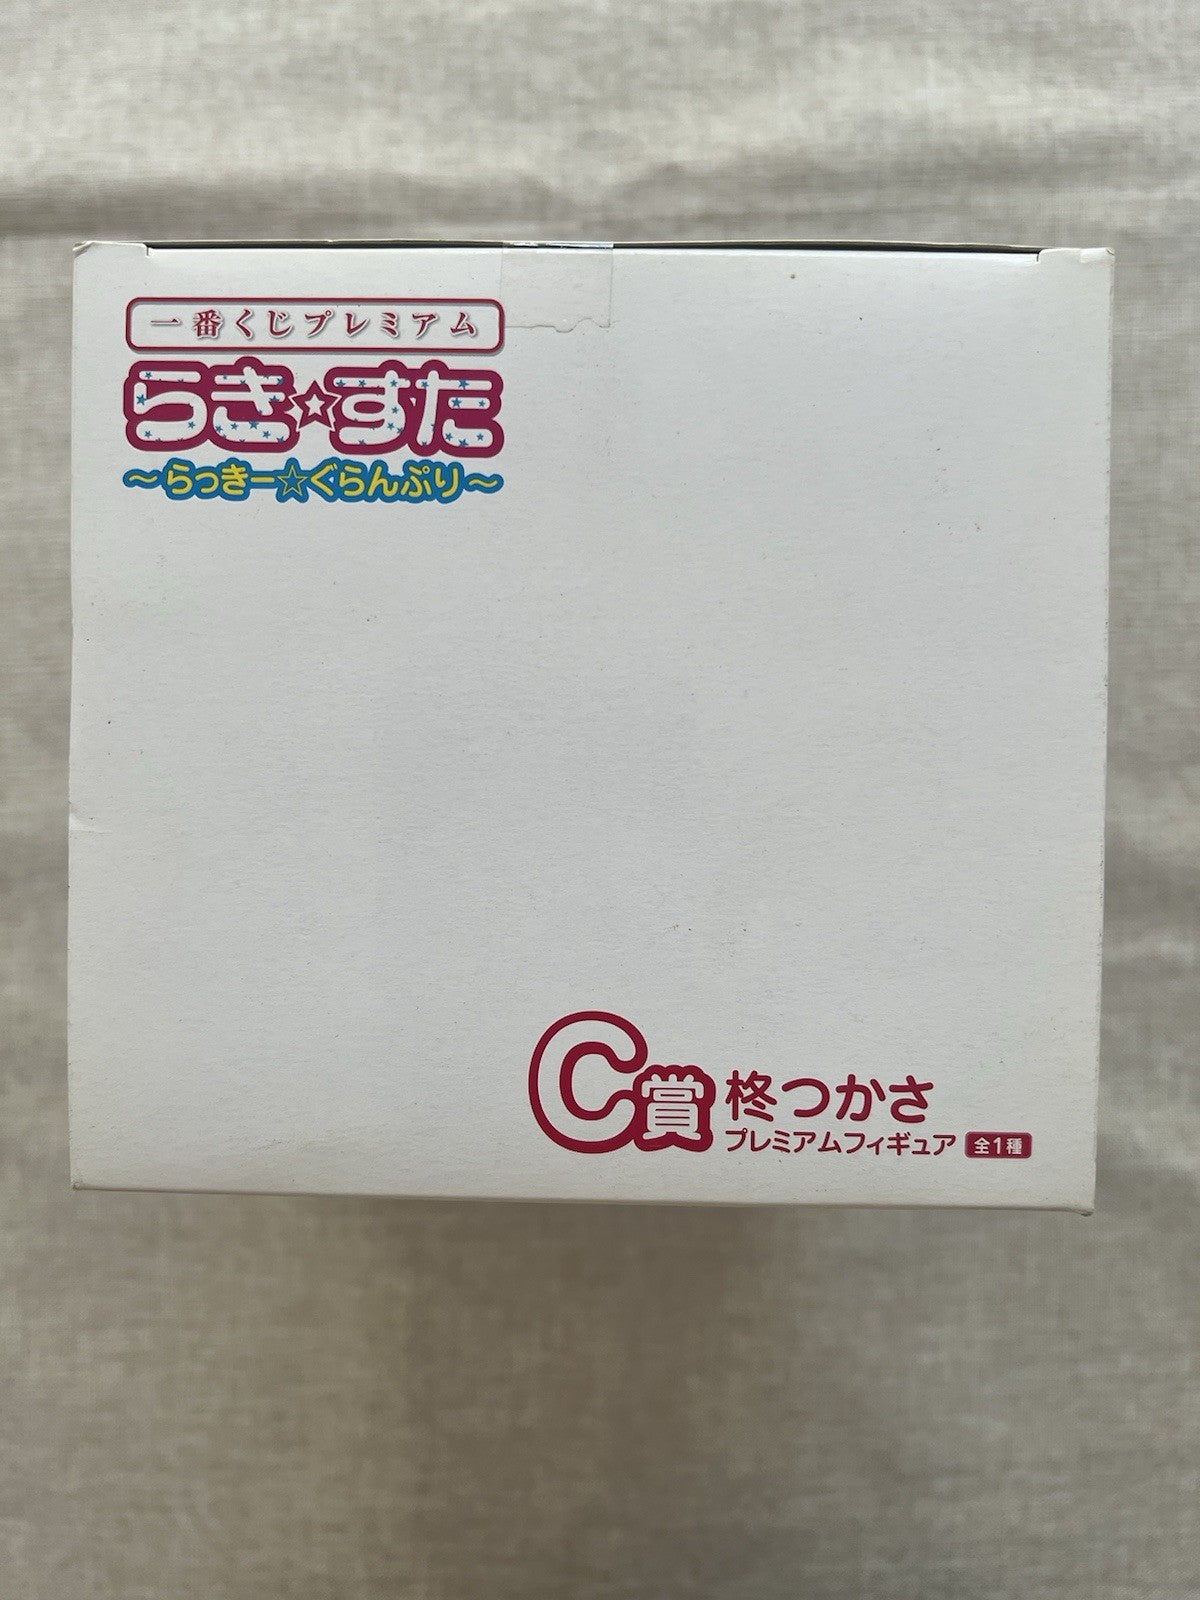 一番くじプレミアム
らき☆すた
～らっきー☆ぐらんぷり～
C賞 柊つかさ
プレミアムフィギュア 全1種